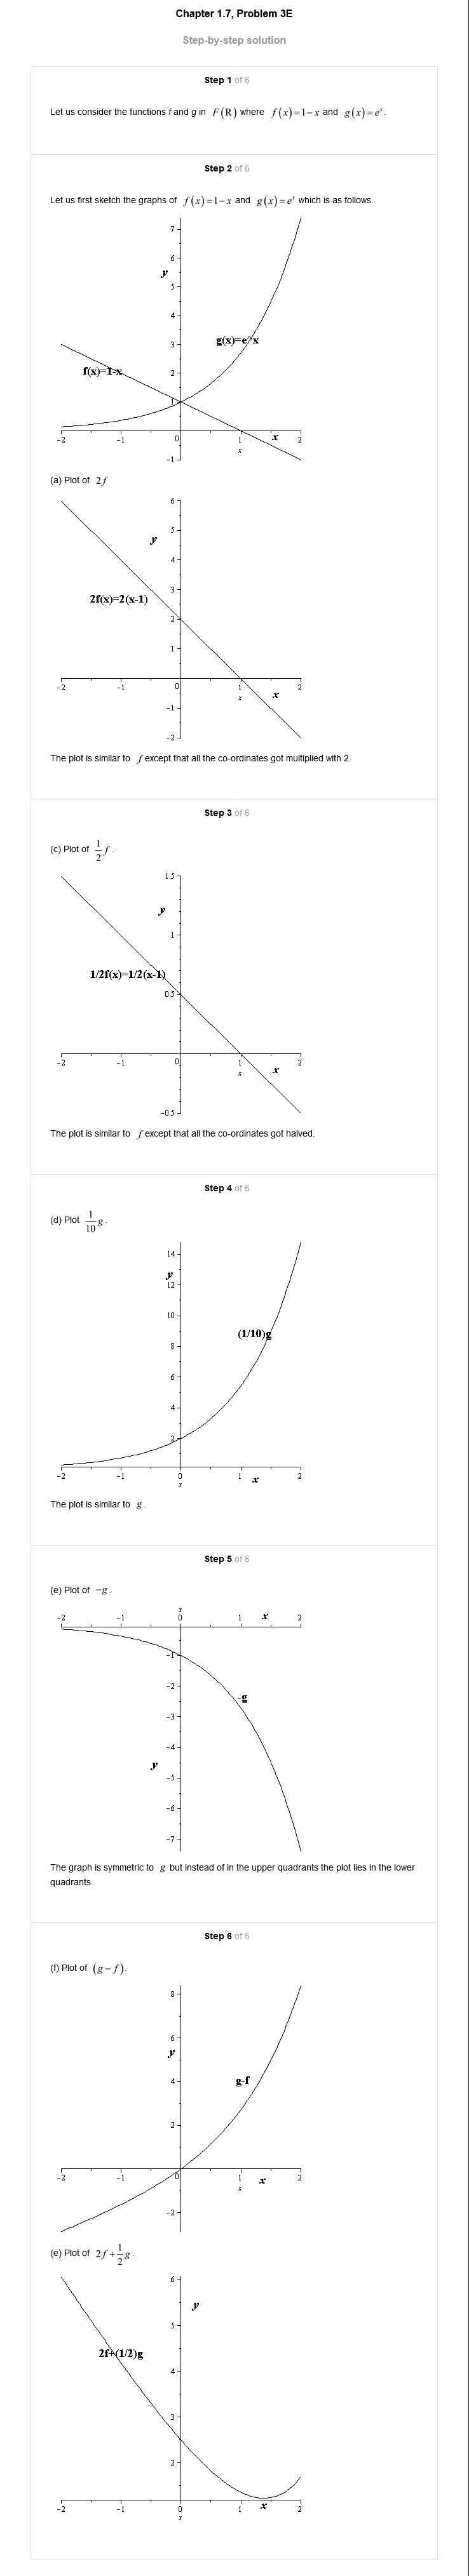 Chapter 1.7, Problem 3E
Step-by-step solution
Step 1 of 6
Let us consider the functions f and g in F(R) where f(x)=1−x and g(x)=eˣ.
Step 2 of 6
Let us first sketch the graphs of f(x)=1−x and g(x)=eˣ which is as follows.
7
6
y
5
4
g(x)=e^x
3
f(x)=1-x
2
1
-2 -1 0 1 x 2
x
-1
(a) Plot of 2f
6
5
y
4
3
2f(x)=2(x-1)
2
1
-2 -1 0 1 2
x x
-1
-2
The plot is similar to f except that all the co-ordinates got multiplied with 2.
Step 3 of 6
(c) Plot of 1/2 f.
1.5
y
1
1/2f(x)=1/2(x-1)
0.5
-2 -1 0 1 2
x x
-0.5
The plot is similar to f except that all the co-ordinates got halved.
Step 4 of 6
(d) Plot 1/10 g.
14
y
12
10
(1/10)g
8
6
4
2
-2 -1 0 1 x 2
x
The plot is similar to g.
Step 5 of 6
(e) Plot of −g.
x
-2 -1 0 1 x 2
-1
-2
-g
-3
-4
y
-5
-6
-7
The graph is symmetric to g but instead of in the upper quadrants the plot lies in the lower
quadrants.
Step 6 of 6
(f) Plot of (g−f).
8
6
y
4
g-f
2
-2 -1 0 1 x 2
x
-2
(e) Plot of 2f+1/2 g.
6
y
5
2f+(1/2)g
4
3
2
-2 -1 0 1 x 2
x